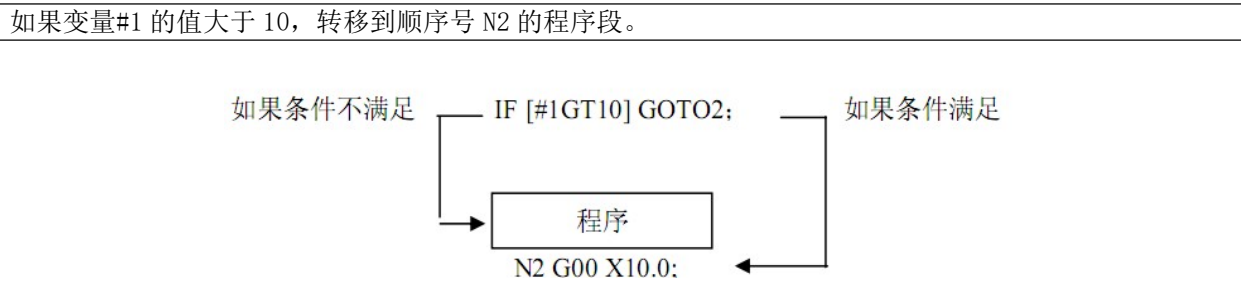 如果变量#1 的值大于 10，转移到顺序号 N2 的程序段。
如果条件不满足 IF [#1GT10] GOTO2; 如果条件满足
程序
N2 G00 X10.0;